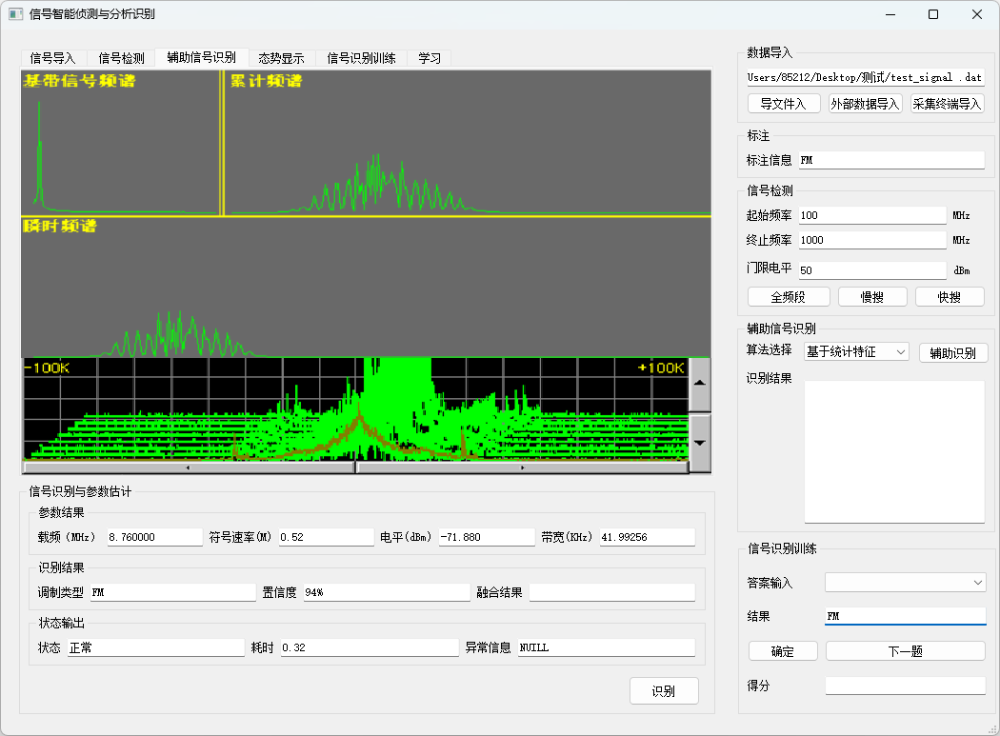 信号智能侦测与分析识别
信号导入 信号检测 辅助信号识别 态势显示 信号识别训练 学习
基带信号频谱 累计频谱
瞬时频谱
-100K +100K
信号识别与参数估计
参数结果
载频（MHz） 8.760000 符号速率(M) 0.52 电平(dBm) -71.880 带宽(KHz) 41.99256
识别结果
调制类型 FM 置信度 94% 融合结果
状态输出
状态 正常 耗时 0.32 异常信息 NUILL
识别
数据导入
Users/85212/Desktop/测试/test_signal .dat
导文件入 外部数据导入 采集终端导入
标注
标注信息 FM
信号检测
起始频率 100 MHz
终止频率 1000 MHz
门限电平 50 dBm
全频段 慢搜 快搜
辅助信号识别
算法选择 基于统计特征 辅助识别
识别结果
信号识别训练
答案输入
结果 FM
确定 下一题
得分